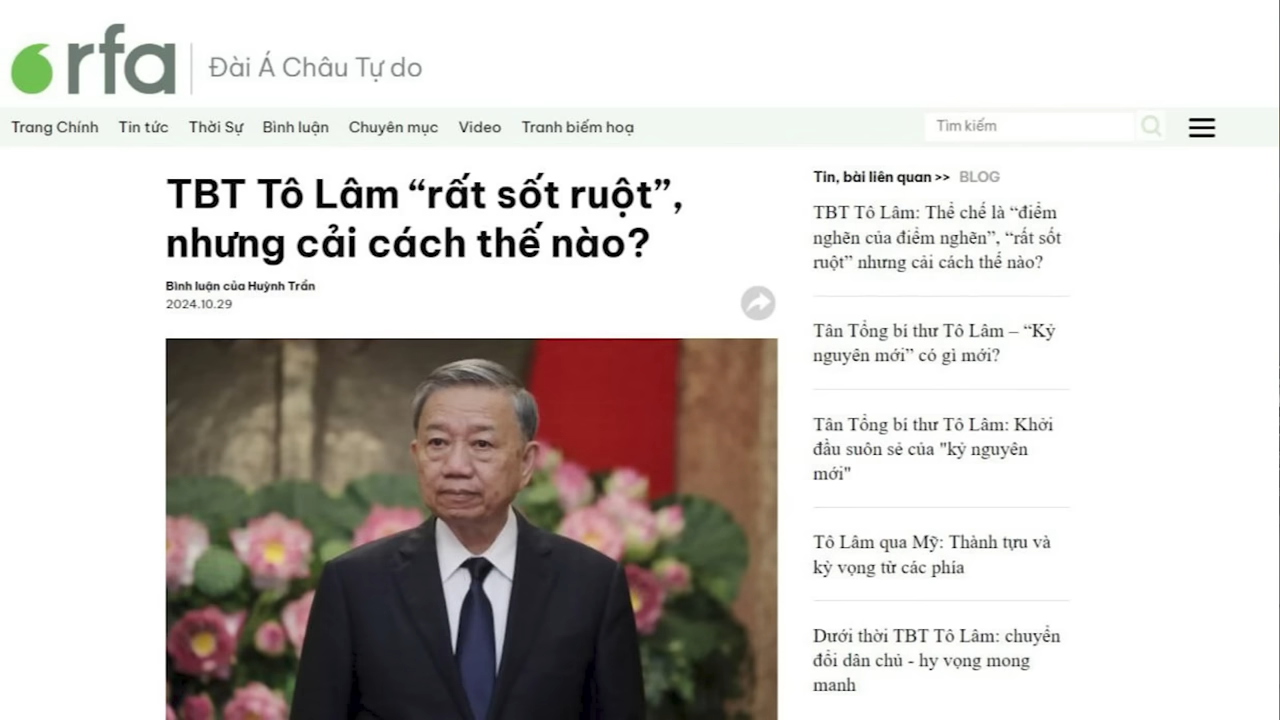 rfa
Đài Á Châu Tự do
Trang Chính Tin tức Thời Sự Bình luận Chuyên mục Video Tranh biếm hoạ
Tìm kiếm
TBT Tô Lâm “rất sốt ruột”,
nhưng cải cách thế nào?
Bình luận của Huỳnh Trần
2024.10.29
Tin, bài liên quan >> BLOG
TBT Tô Lâm: Thể chế là “điểm
nghẽn của điểm nghẽn”, “rất sốt
ruột” nhưng cải cách thế nào?
Tân Tổng bí thư Tô Lâm – “Kỷ
nguyên mới” có gì mới?
Tân Tổng bí thư Tô Lâm: Khởi
đầu suôn sẻ của "kỷ nguyên
mới"
Tô Lâm qua Mỹ: Thành tựu và
kỳ vọng từ các phía
Dưới thời TBT Tô Lâm: chuyển
đổi dân chủ - hy vọng mong
manh